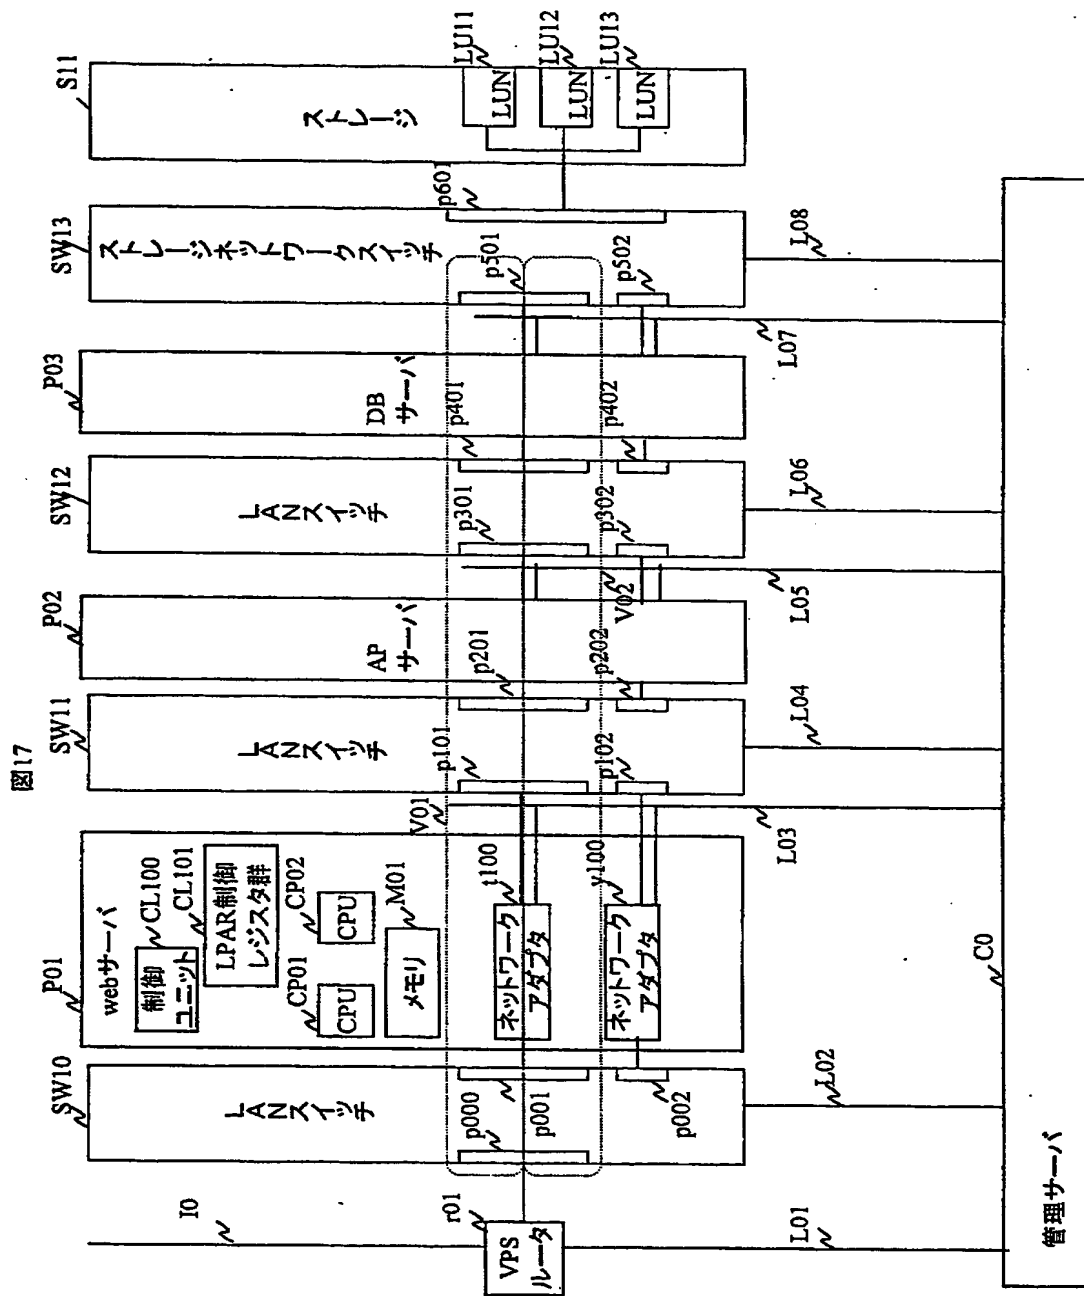 図17
I0
r01
VPS
ルータ
L01
SW10
LANスイッチ
p000
p001
p002
L02
P01
webサーバ
制御
ユニット
CL100
CL101
LPAR制御
レジスタ群
CP01
CPU
CP02
CPU
M01
メモリ
t100
ネットワーク
アダプタ
y100
ネットワーク
アダプタ
V01
L03
SW11
LANスイッチ
p101
p102
p201
p202
L04
P02
AP
サーバ
V02
L05
SW12
LANスイッチ
p301
p302
p401
p402
L06
P03
DB
サーバ
L07
SW13
ストレージネットワークスイッチ
p501
p502
p601
L08
S11
ストレージ
LU11
LUN
LU12
LUN
LU13
LUN
C0
管理サーバ